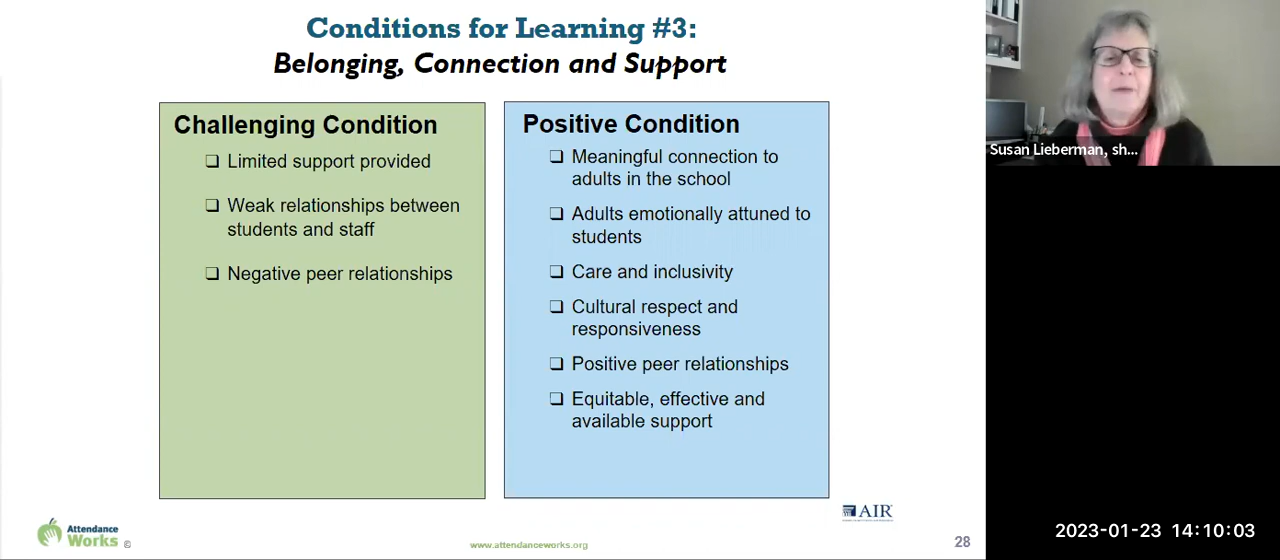 Conditions for Learning #3:
Belonging, Connection and Support
Challenging Condition
❑ Limited support provided
❑ Weak relationships between
students and staff
❑ Negative peer relationships
Positive Condition
❑ Meaningful connection to
adults in the school
❑ Adults emotionally attuned to
students
❑ Care and inclusivity
❑ Cultural respect and
responsiveness
❑ Positive peer relationships
❑ Equitable, effective and
available support
Susan Lieberman, sh...
Attendance
Works ©
www.attendanceworks.org
AIR
28
2023-01-23 14:10:03